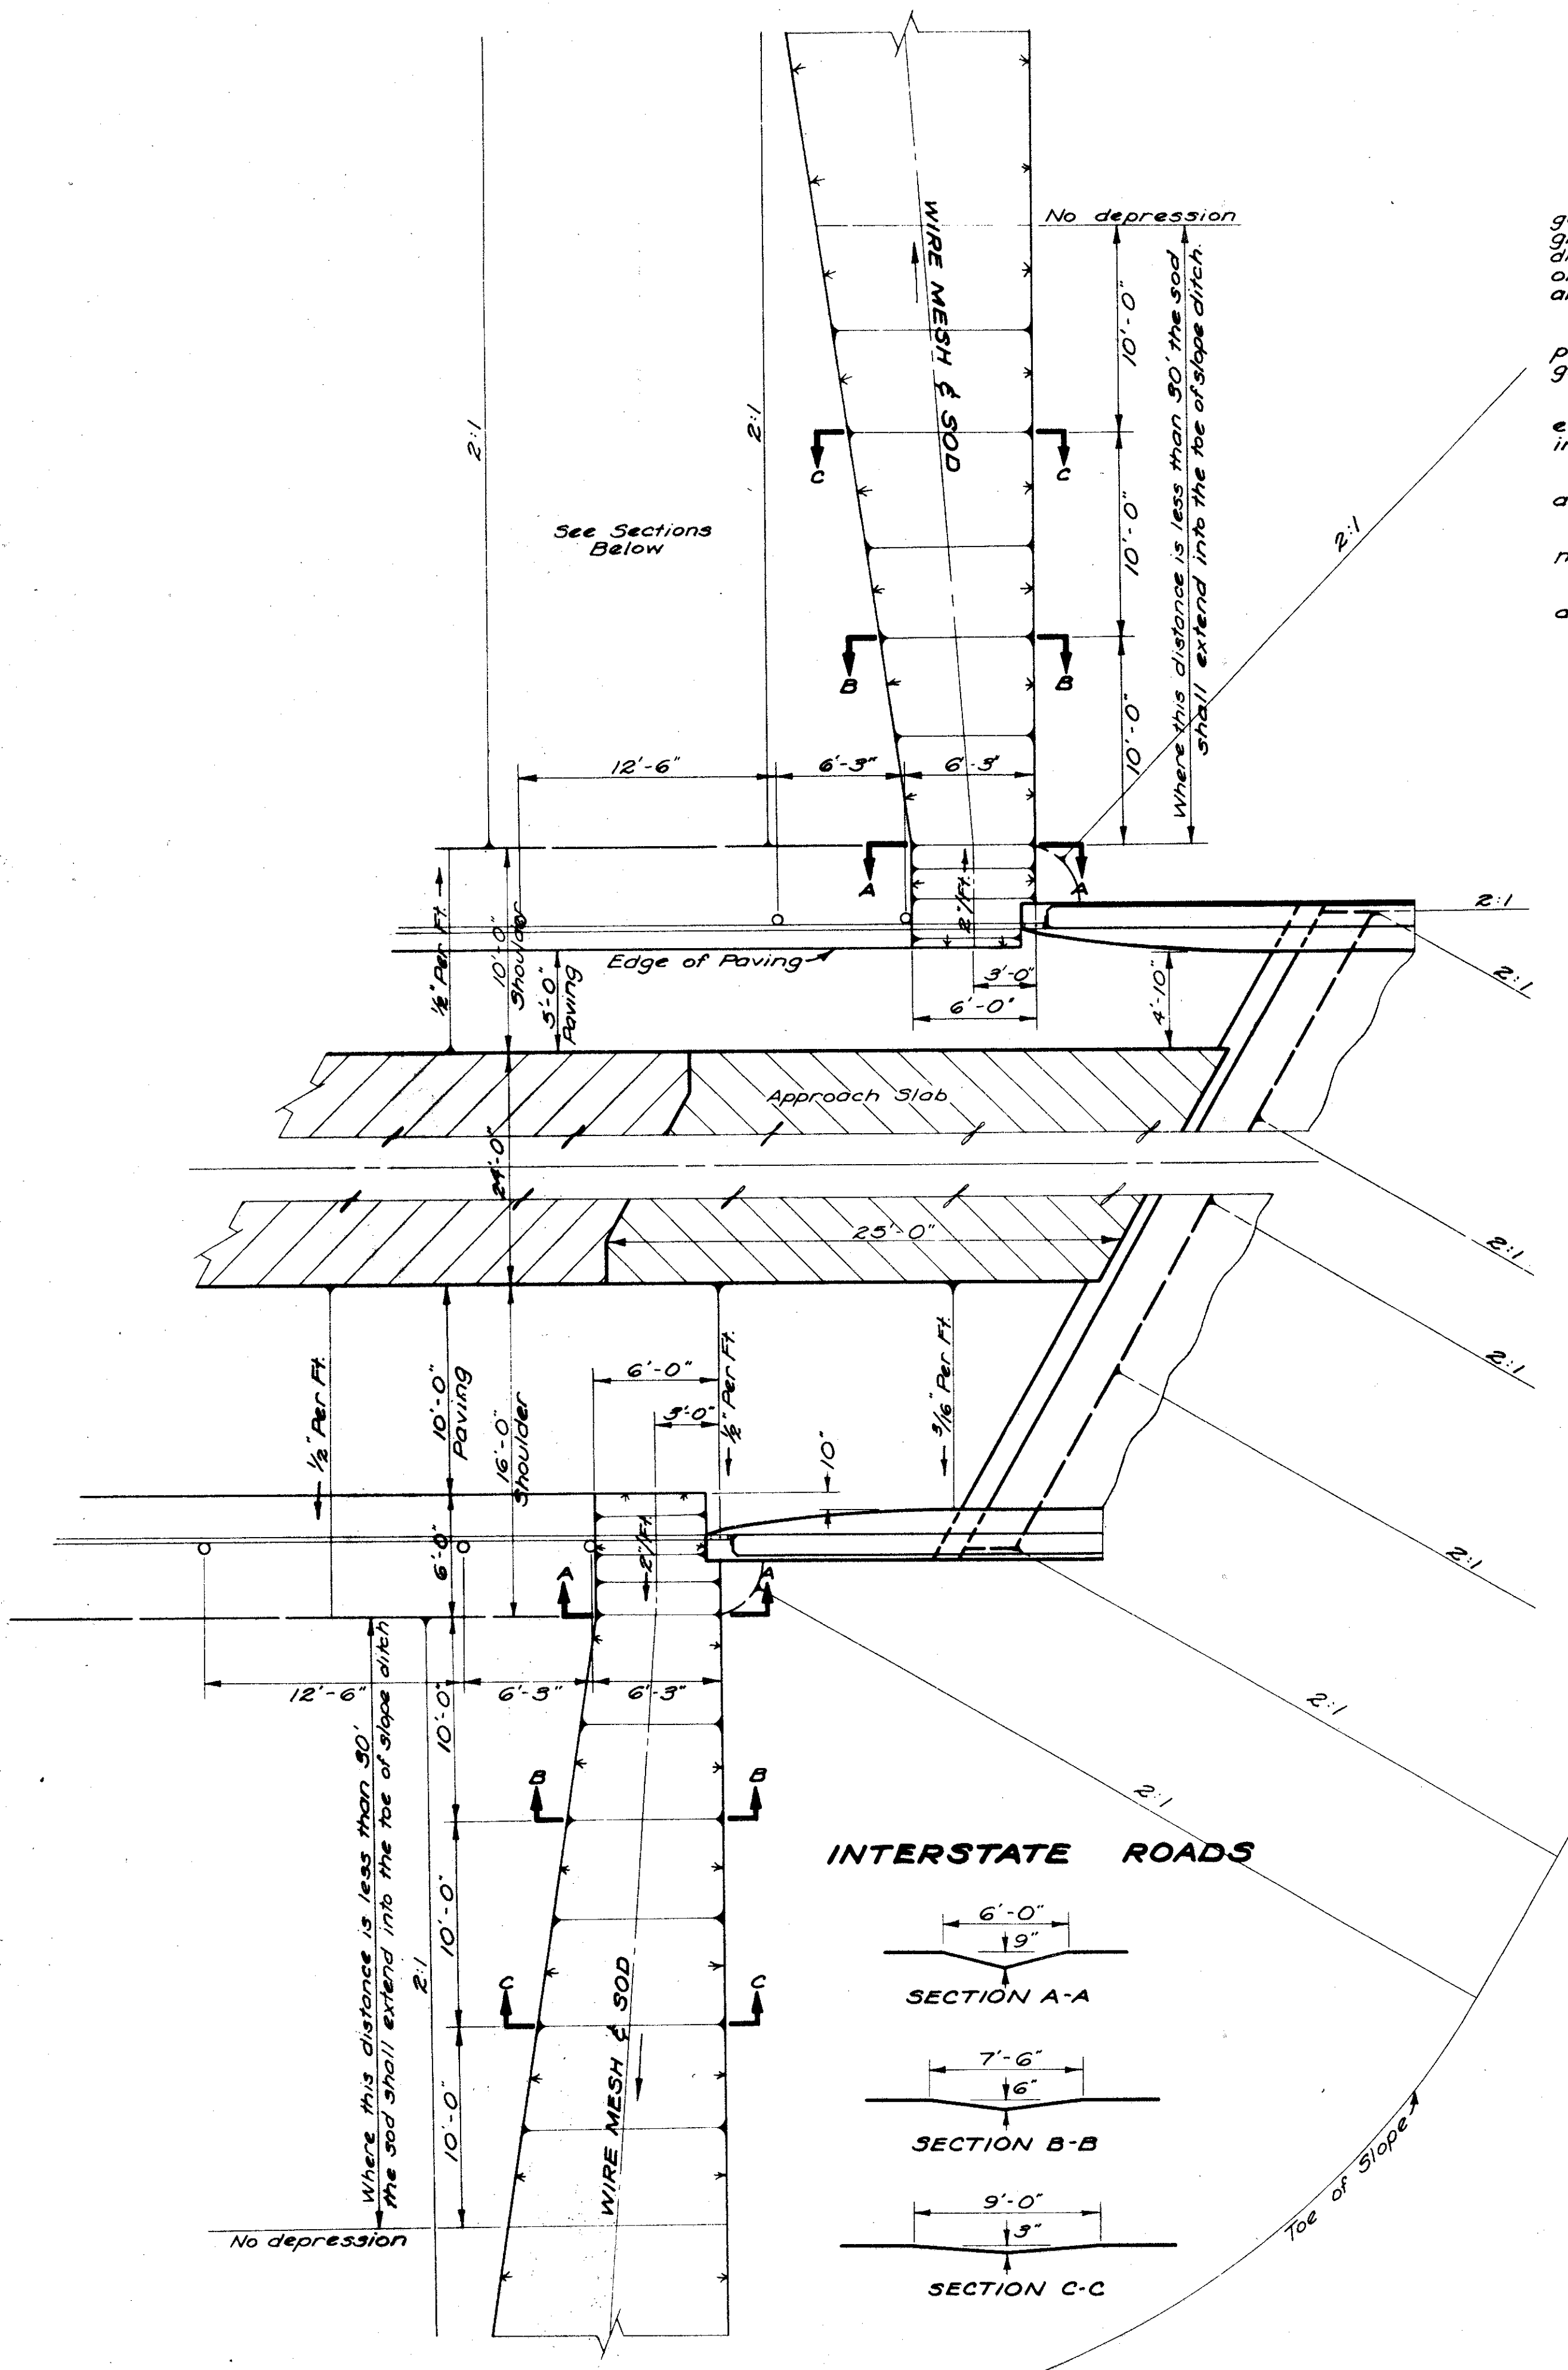 No depression
WIRE MESH & SOD
10'-0"
Where this distance is less than 30' the sod
shall extend into the toe of slope ditch.
2:1
2:1
C
C
10'-0"
2:1
See Sections
Below
B
B
10'-0"
12'-6"
6'-3"
6'-3"
A
A
2"/Ft.
1/2" Per Ft.
10'-0"
Shoulder
5'-0"
Paving
Edge of Paving
3'-0"
6'-0"
4'-10"
2:1
2:1
Approach Slab
24'-0"
25'-0"
2:1
2:1
1/2" Per Ft.
10'-0"
Paving
16'-0"
Shoulder
6'-0"
3'-0"
1/2" Per Ft.
3/16" Per Ft.
10"
6'-0"
2"/Ft.
A
A
2:1
12'-6"
6'-3"
6'-3"
10'-0"
Where this distance is less than 30'
the sod shall extend into the toe of slope ditch
2:1
2:1
B
B
10'-0"
2:1
C
C
WIRE MESH & SOD
10'-0"
No depression
INTERSTATE ROADS
6'-0"
9"
SECTION A-A
7'-6"
6"
SECTION B-B
9'-0"
3"
SECTION C-C
Toe of Slope